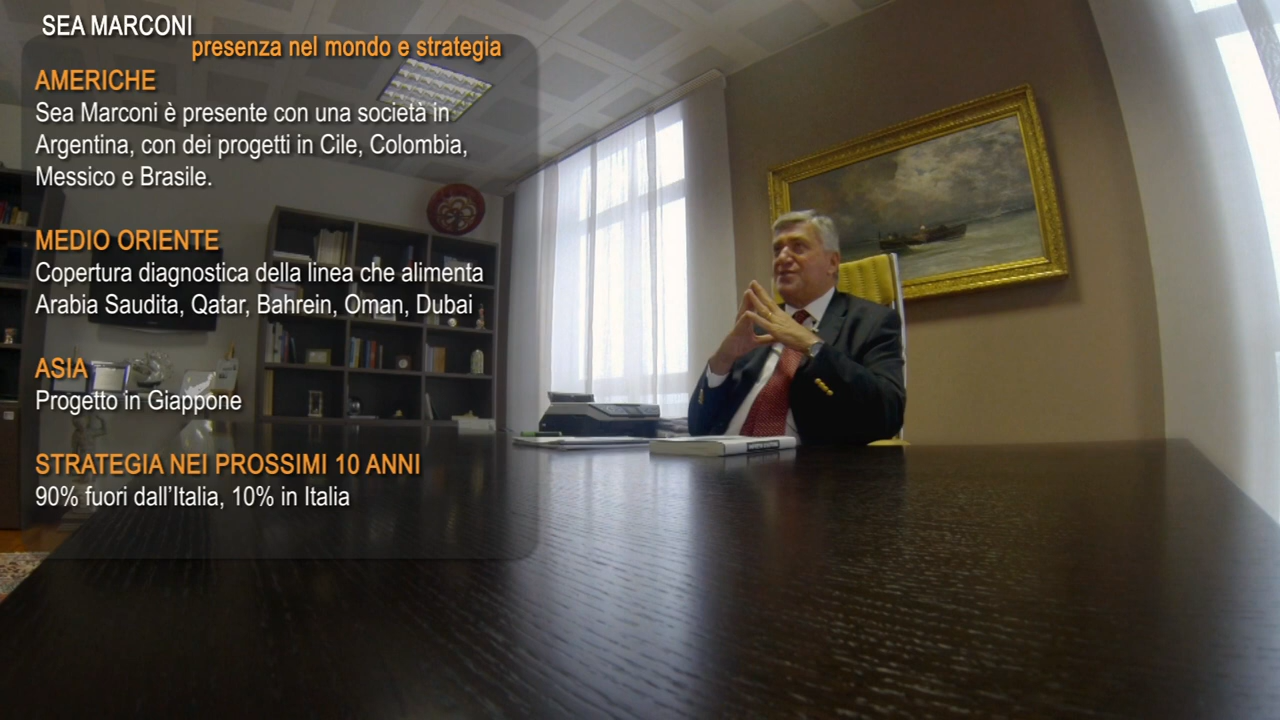 SEA MARCONI
presenza nel mondo e strategia
AMERICHE
Sea Marconi è presente con una società in
Argentina, con dei progetti in Cile, Colombia,
Messico e Brasile.
MEDIO ORIENTE
Copertura diagnostica della linea che alimenta
Arabia Saudita, Qatar, Bahrein, Oman, Dubai
ASIA
Progetto in Giappone
STRATEGIA NEI PROSSIMI 10 ANNI
90% fuori dall'Italia, 10% in Italia